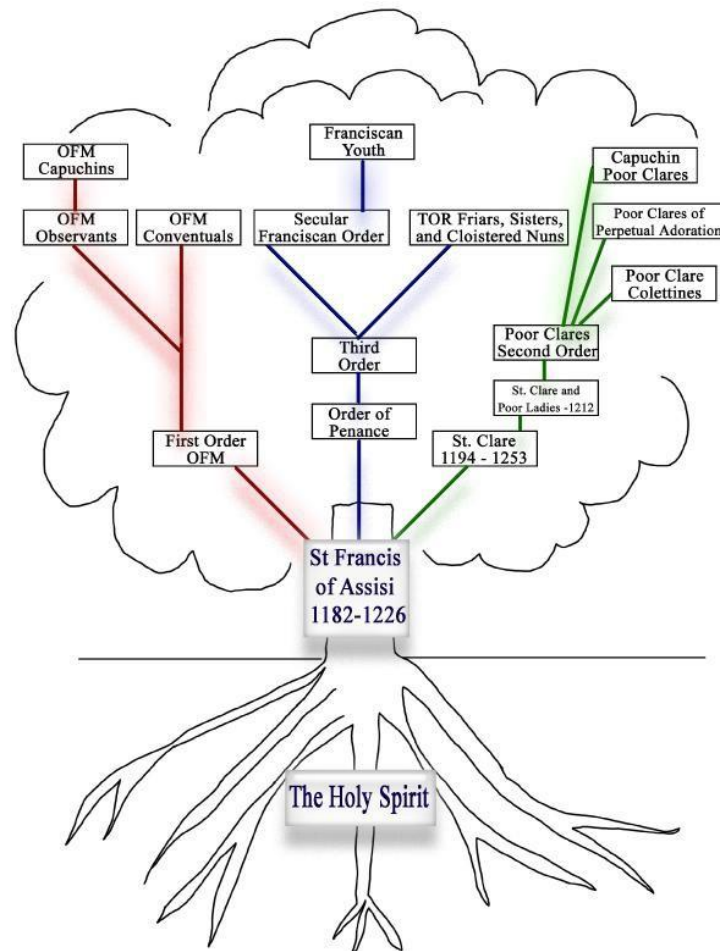 Franciscan
Youth
OFM
Capuchins
Capuchin
Poor Clares
OFM
Observants
OFM
Conventuals
Secular
Franciscan Order
TOR Friars, Sisters,
and Cloistered Nuns
Poor Clares of
Perpetual Adoration
Poor Clare
Colettines
Poor Clares
Second Order
Third
Order
St. Clare and
Poor Ladies -1212
Order of
Penance
First Order
OFM
St. Clare
1194 - 1253
St Francis
of Assisi
1182-1226
The Holy Spirit